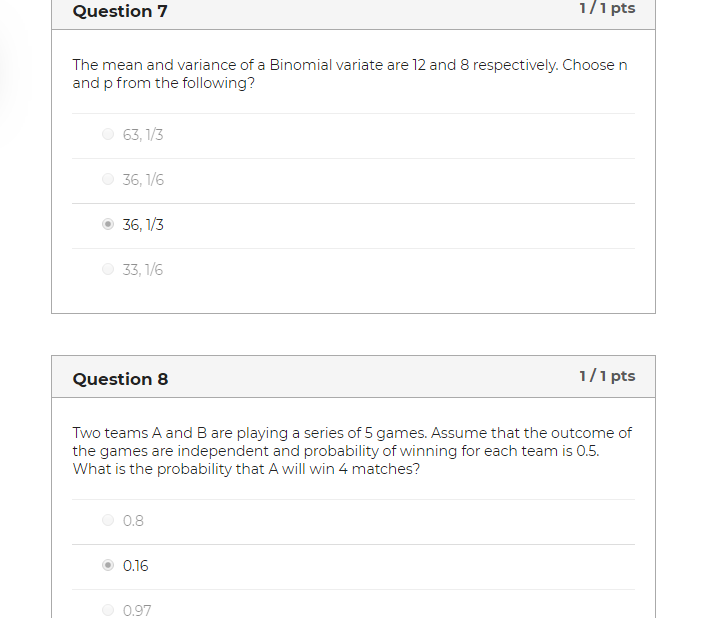 Question 7
1 / 1 pts
The mean and variance of a Binomial variate are 12 and 8 respectively. Choose n
and p from the following?
63, 1/3
36, 1/6
36, 1/3
33, 1/6
Question 8
1 / 1 pts
Two teams A and B are playing a series of 5 games. Assume that the outcome of
the games are independent and probability of winning for each team is 0.5.
What is the probability that A will win 4 matches?
0.8
0.16
0.97